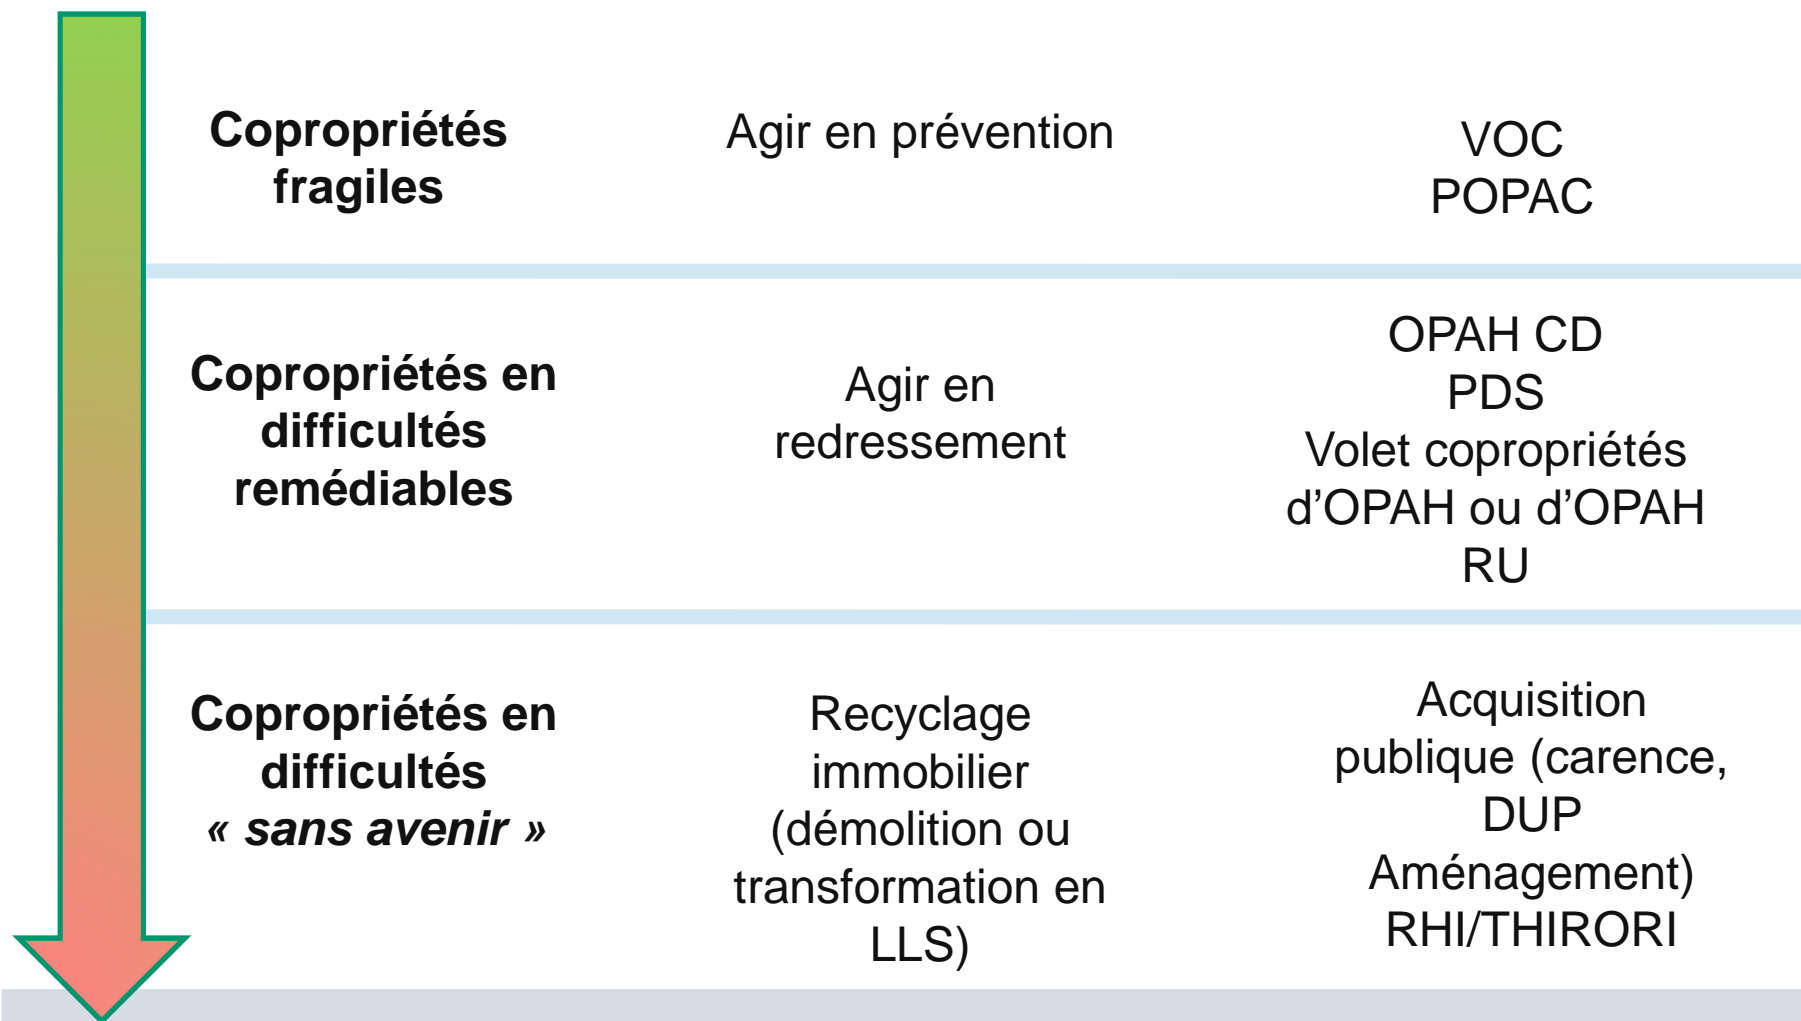 Copropriétés
fragiles
Agir en prévention
VOC
POPAC
Copropriétés en
difficultés
remédiables
Agir en
redressement
OPAH CD
PDS
Volet copropriétés
d’OPAH ou d’OPAH
RU
Copropriétés en
difficultés
« sans avenir »
Recyclage
immobilier
(démolition ou
transformation en
LLS)
Acquisition
publique (carence,
DUP
Aménagement)
RHI/THIRORI